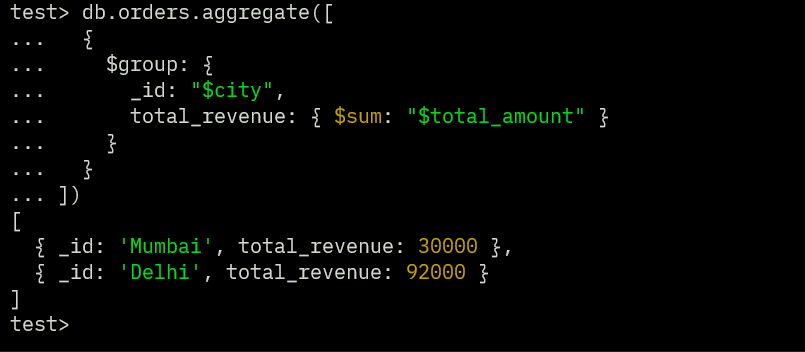 test> db.orders.aggregate([
...   {
...     $group: {
...       _id: "$city",
...       total_revenue: { $sum: "$total_amount" }
...     }
...   }
... ])
[
  { _id: 'Mumbai', total_revenue: 30000 },
  { _id: 'Delhi', total_revenue: 92000 }
]
test>